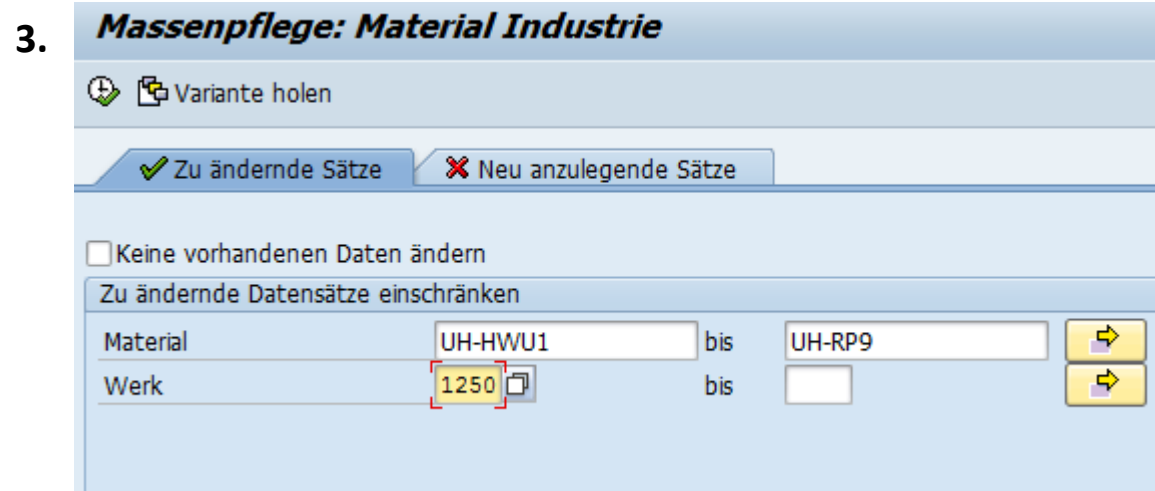 3.
Massenpflege: Material Industrie
Variante holen
Zu ändernde Sätze Neu anzulegende Sätze
Keine vorhandenen Daten ändern
Zu ändernde Datensätze einschränken
Material UH-HWU1 bis UH-RP9
Werk 1250 bis